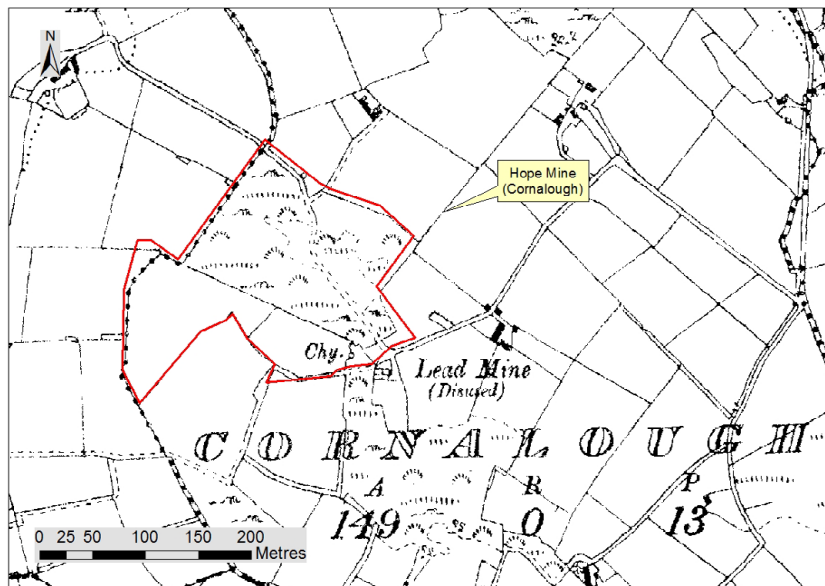 N
Hope Mine
(Cornalough)
Chy.
Lead Mine
(Disused)
CORNALOUGH
A R P
149 0 13
0 25 50 100 150 200
Metres